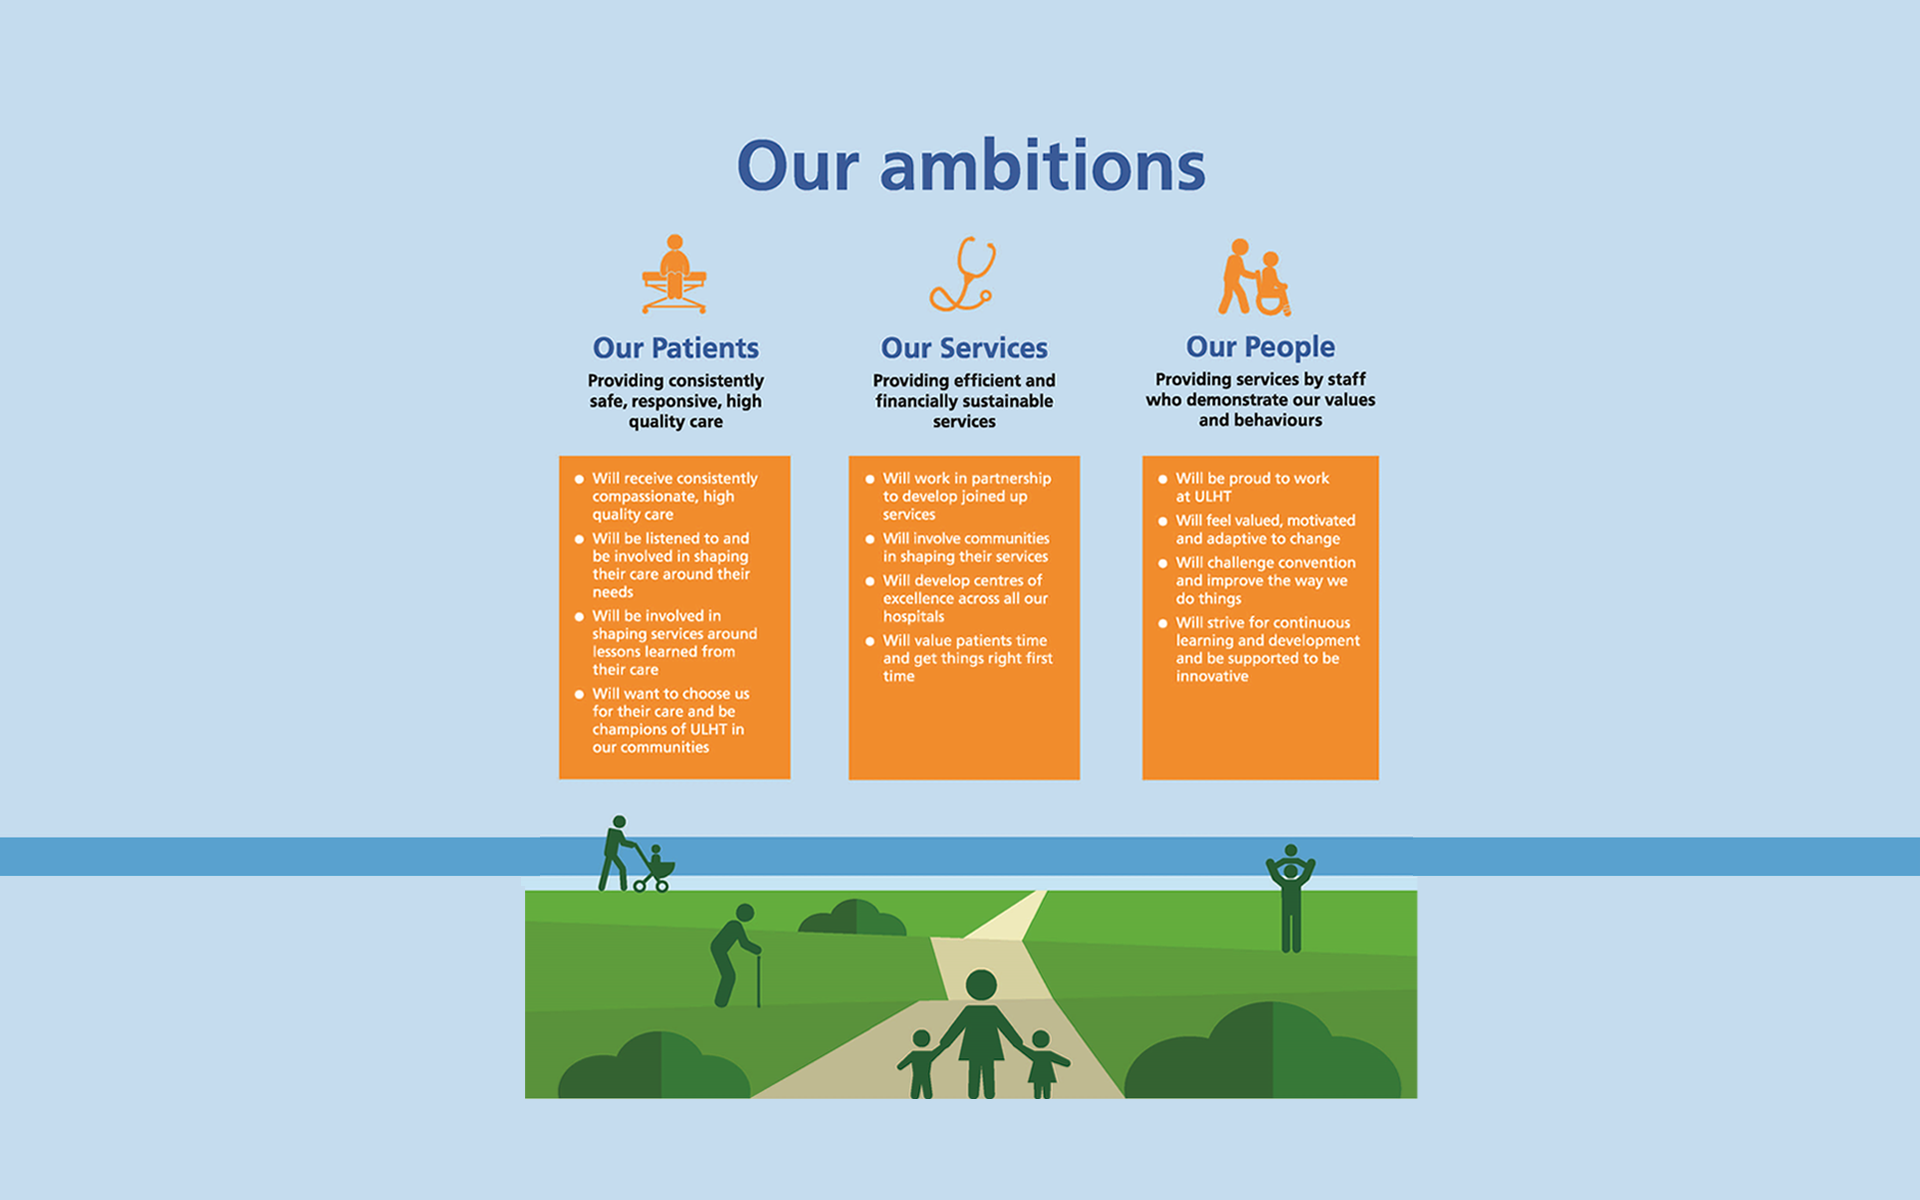 Our ambitions
Our Patients
Providing consistently
safe, responsive, high
quality care
● Will receive consistently
compassionate, high
quality care
● Will be listened to and
be involved in shaping
their care around their
needs
● Will be involved in
shaping services around
lessons learned from
their care
● Will want to choose us
for their care and be
champions of ULHT in
our communities
Our Services
Providing efficient and
financially sustainable
services
● Will work in partnership
to develop joined up
services
● Will involve communities
in shaping their services
● Will develop centres of
excellence across all our
hospitals
● Will value patients time
and get things right first
time
Our People
Providing services by staff
who demonstrate our values
and behaviours
● Will be proud to work
at ULHT
● Will feel valued, motivated
and adaptive to change
● Will challenge convention
and improve the way we
do things
● Will strive for continuous
learning and development
and be supported to be
innovative